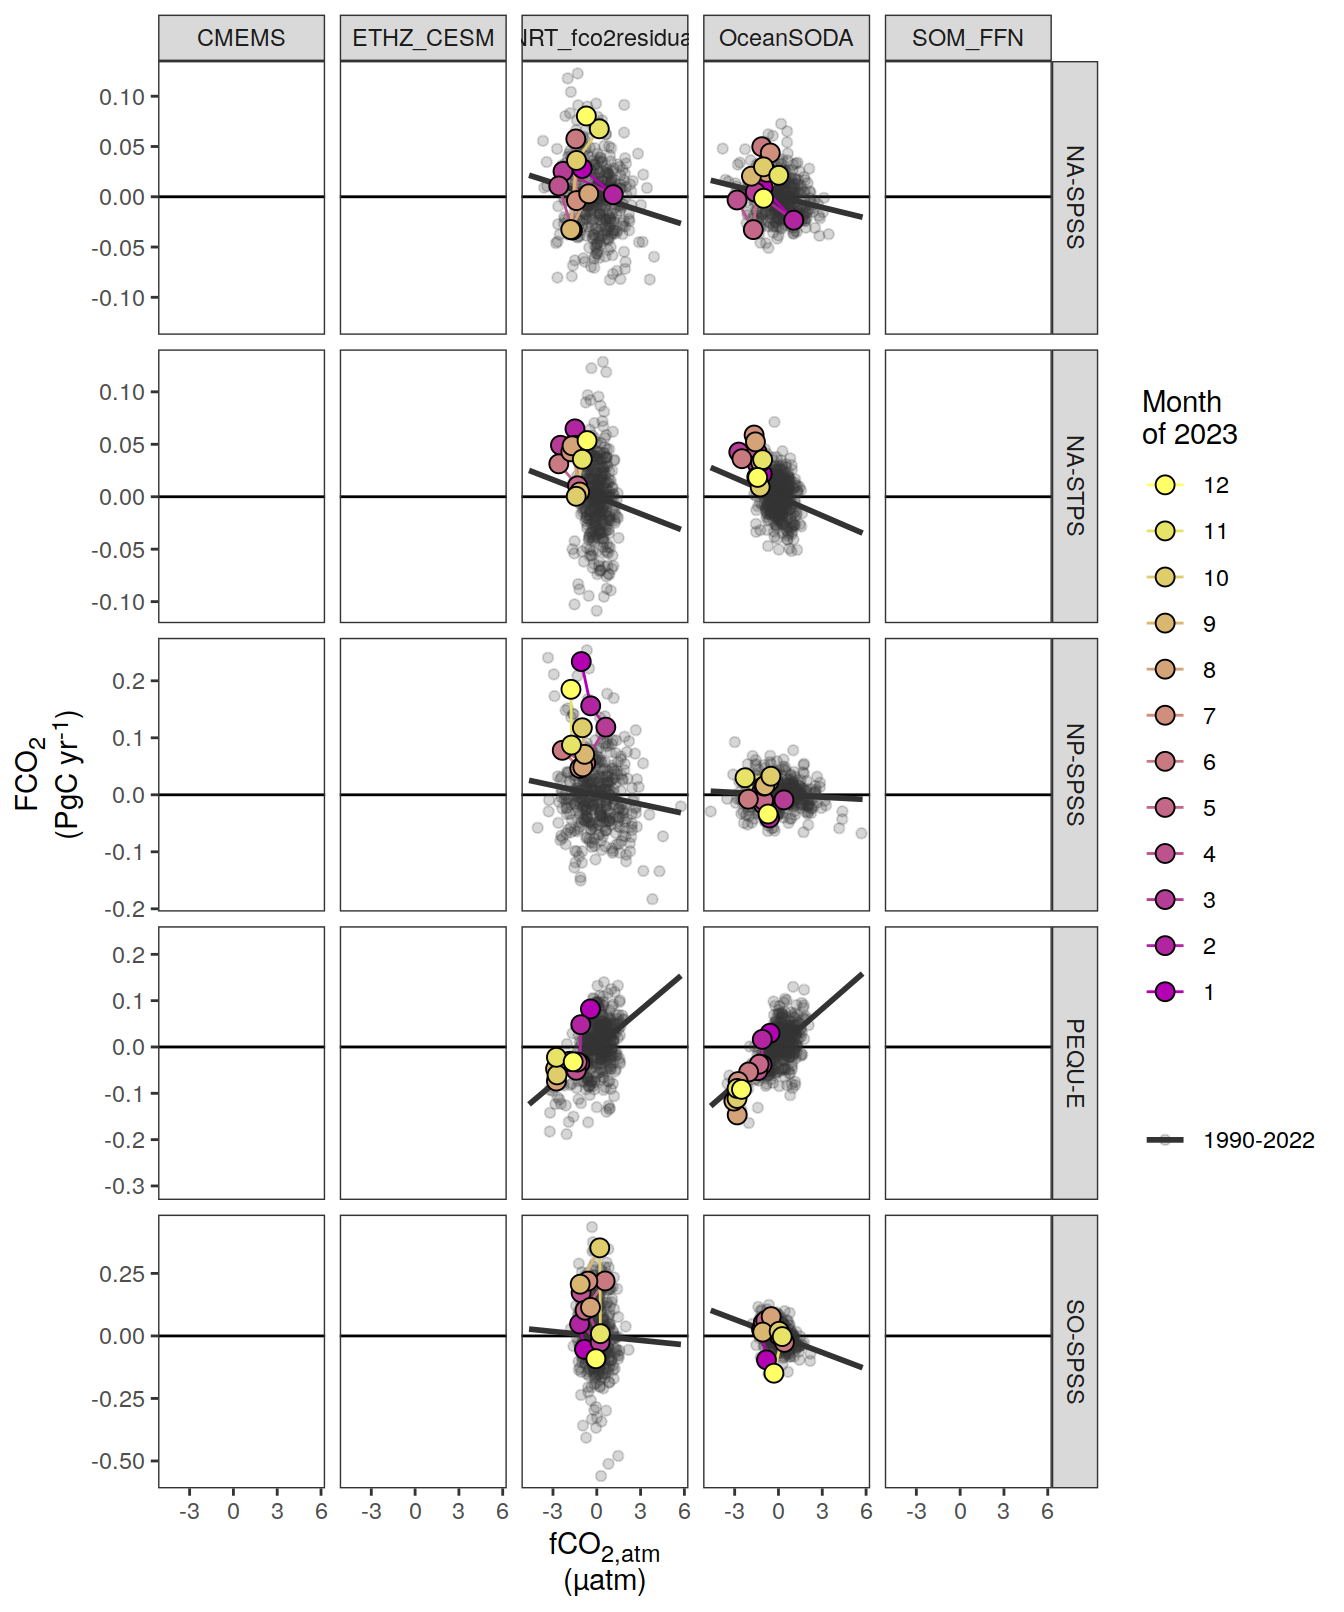 CMEMS ETHZ_CESM NRT_fco2residua OceanSODA SOM_FFN
0.10
0.05
0.00
-0.05
-0.10
NA-SPSS
0.10
0.05
0.00
-0.05
-0.10
NA-STPS
0.2
0.1
0.0
-0.1
-0.2
NP-SPSS
0.2
0.1
0.0
-0.1
-0.2
-0.3
PEQU-E
0.25
0.00
-0.25
-0.50
SO-SPSS
-3 0 3 6 -3 0 3 6 -3 0 3 6 -3 0 3 6 -3 0 3 6
fCO2,atm
(µatm)
FCO2
(PgC yr-1)
Month
of 2023
12
11
10
9
8
7
6
5
4
3
2
1
1990-2022